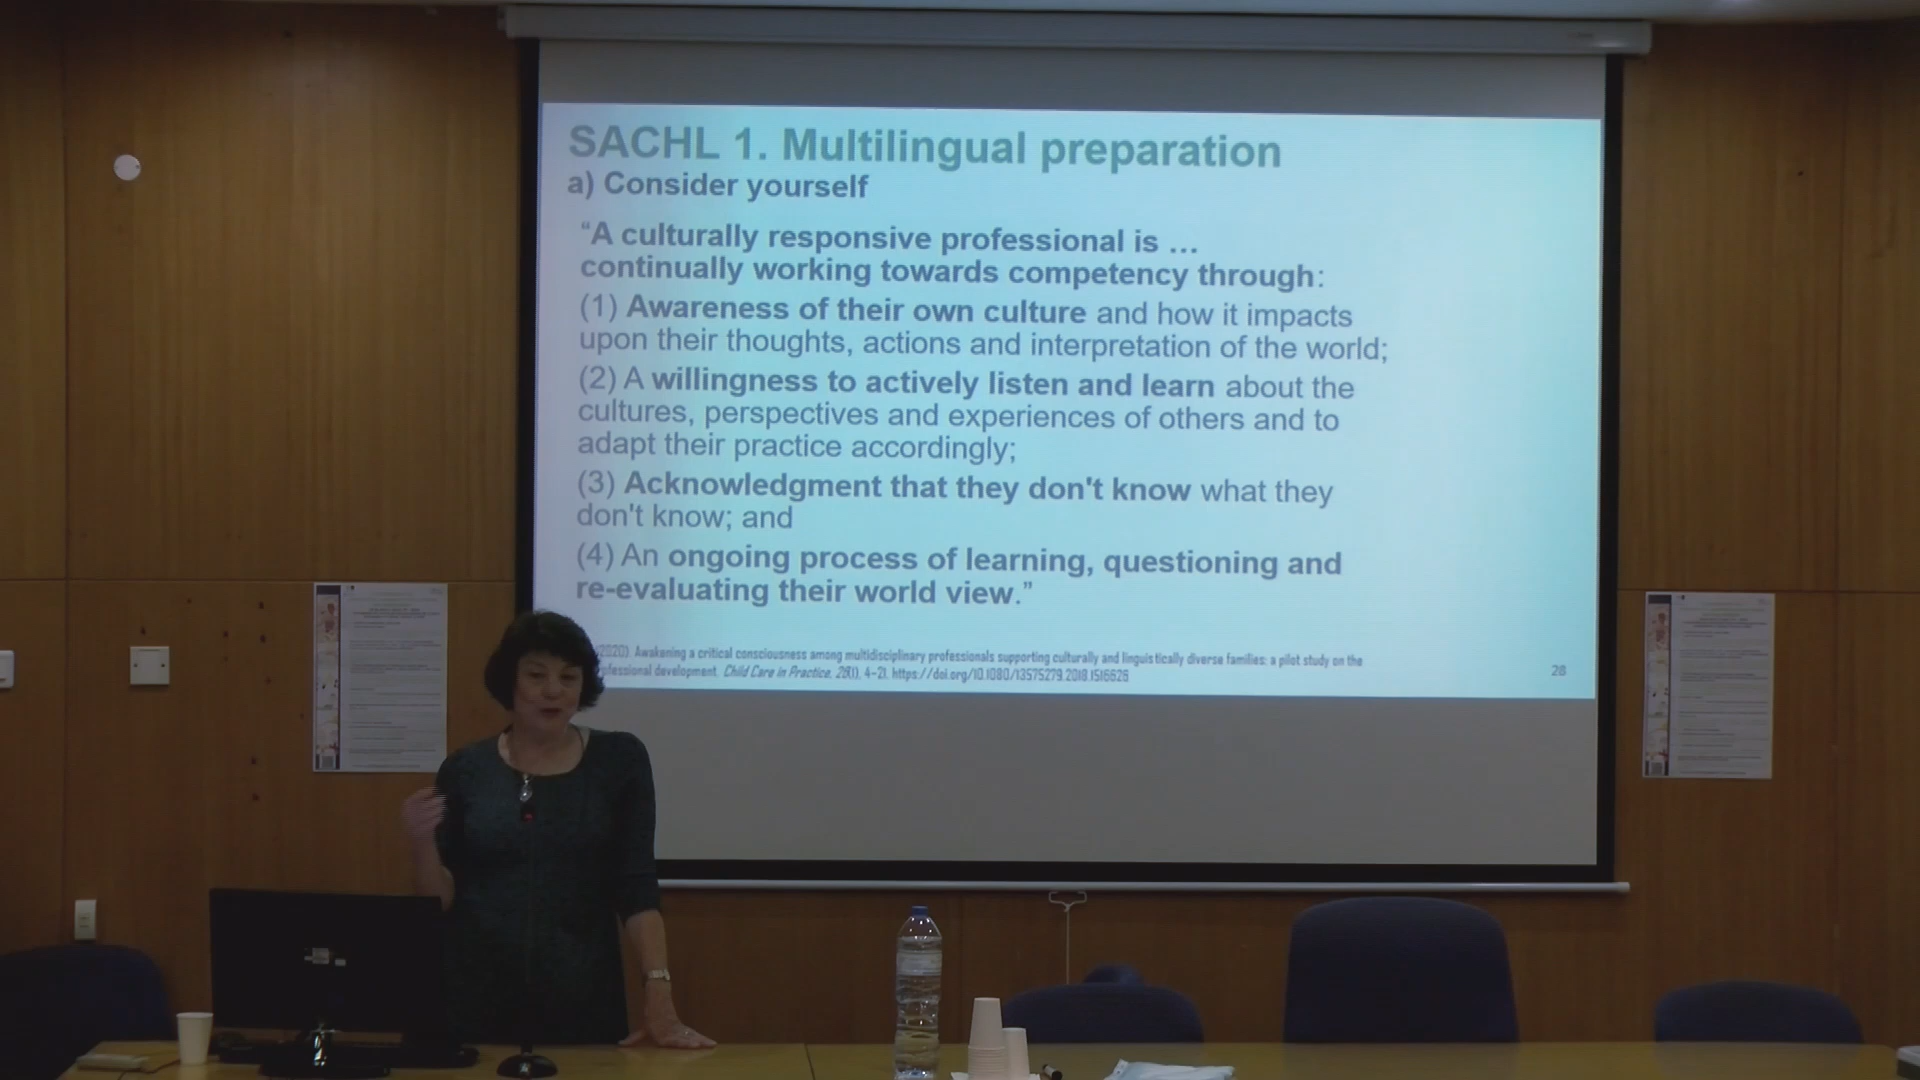 SACHL 1. Multilingual preparation
a) Consider yourself
“A culturally responsive professional is …
continually working towards competency through:
(1) Awareness of their own culture and how it impacts
upon their thoughts, actions and interpretation of the world;
(2) A willingness to actively listen and learn about the
cultures, perspectives and experiences of others and to
adapt their practice accordingly;
(3) Acknowledgment that they don't know what they
don't know; and
(4) An ongoing process of learning, questioning and
re-evaluating their world view.”
2020). Awakening a critical consciousness among multidisciplinary professionals supporting culturally and linguistically diverse families: a pilot study on the
development. Child Care in Practice, 4–21. https://doi.org/10.1080/13575279.2018.1516626
28